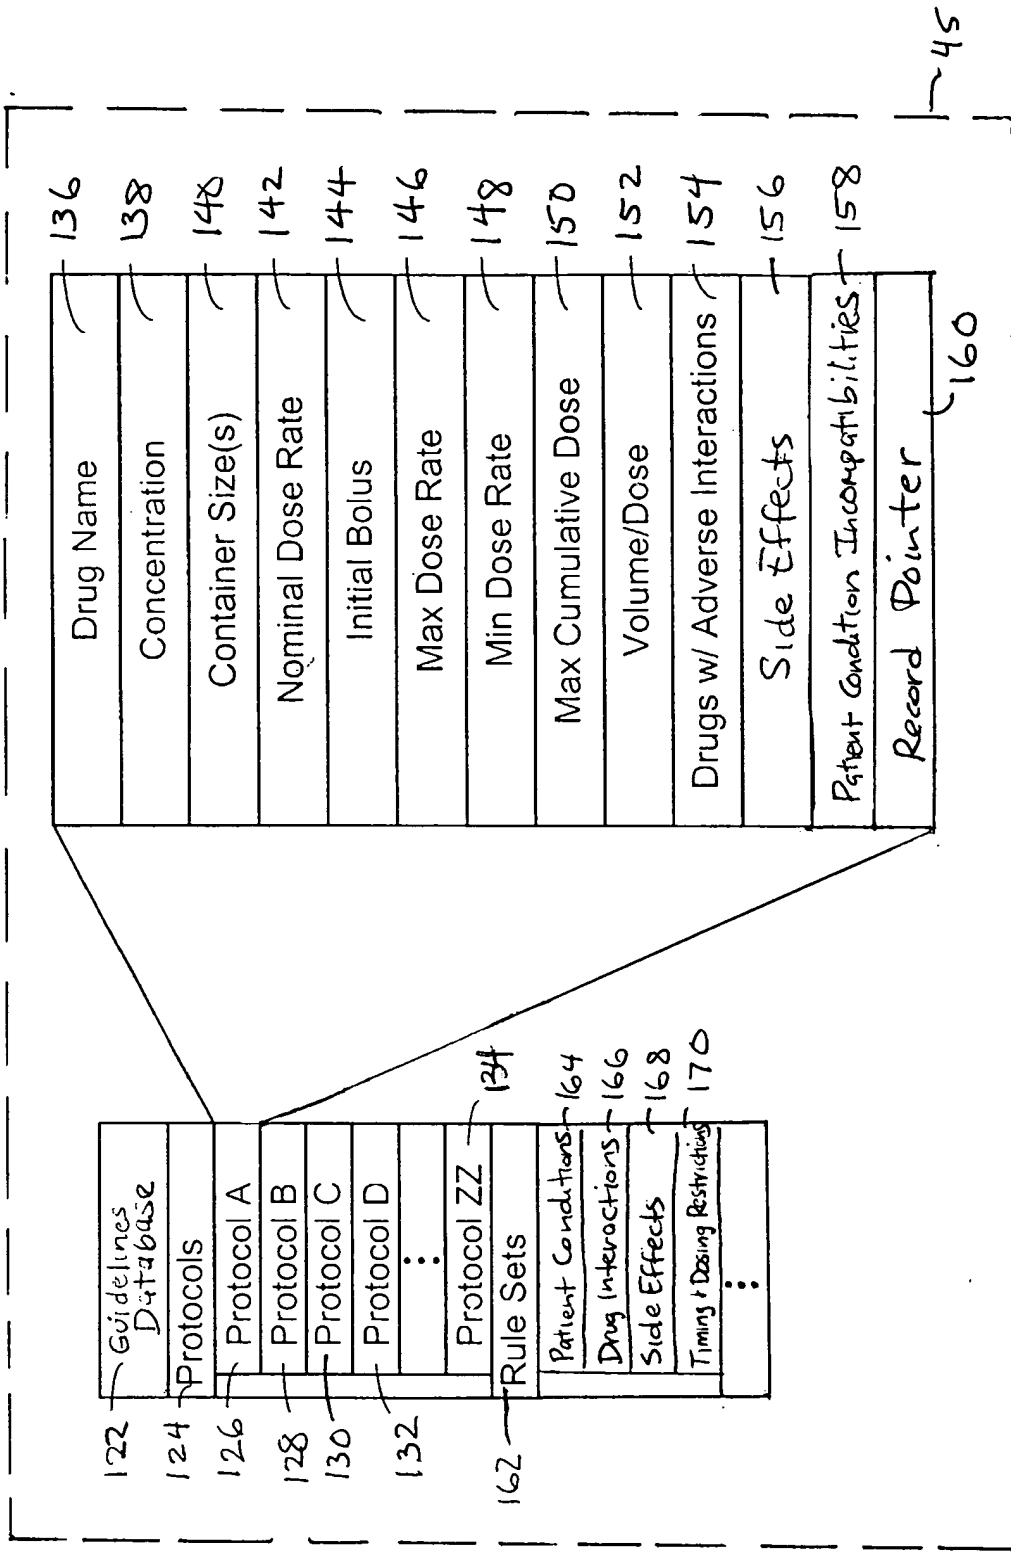 122
Guidelines
Database
124
Protocols
126
Protocol A
128
Protocol B
130
Protocol C
132
Protocol D
⋮
Protocol ZZ
134
162
Rule Sets
Patient Conditions
164
Drug Interactions
166
Side Effects
168
Timing + Dosing Restrictions
170
⋮
Drug Name
136
Concentration
138
Container Size(s)
140
Nominal Dose Rate
142
Initial Bolus
144
Max Dose Rate
146
Min Dose Rate
148
Max Cumulative Dose
150
Volume/Dose
152
Drugs w/ Adverse Interactions
154
Side Effects
156
Patient Condition Incompatibilities
158
Record Pointer
160
45